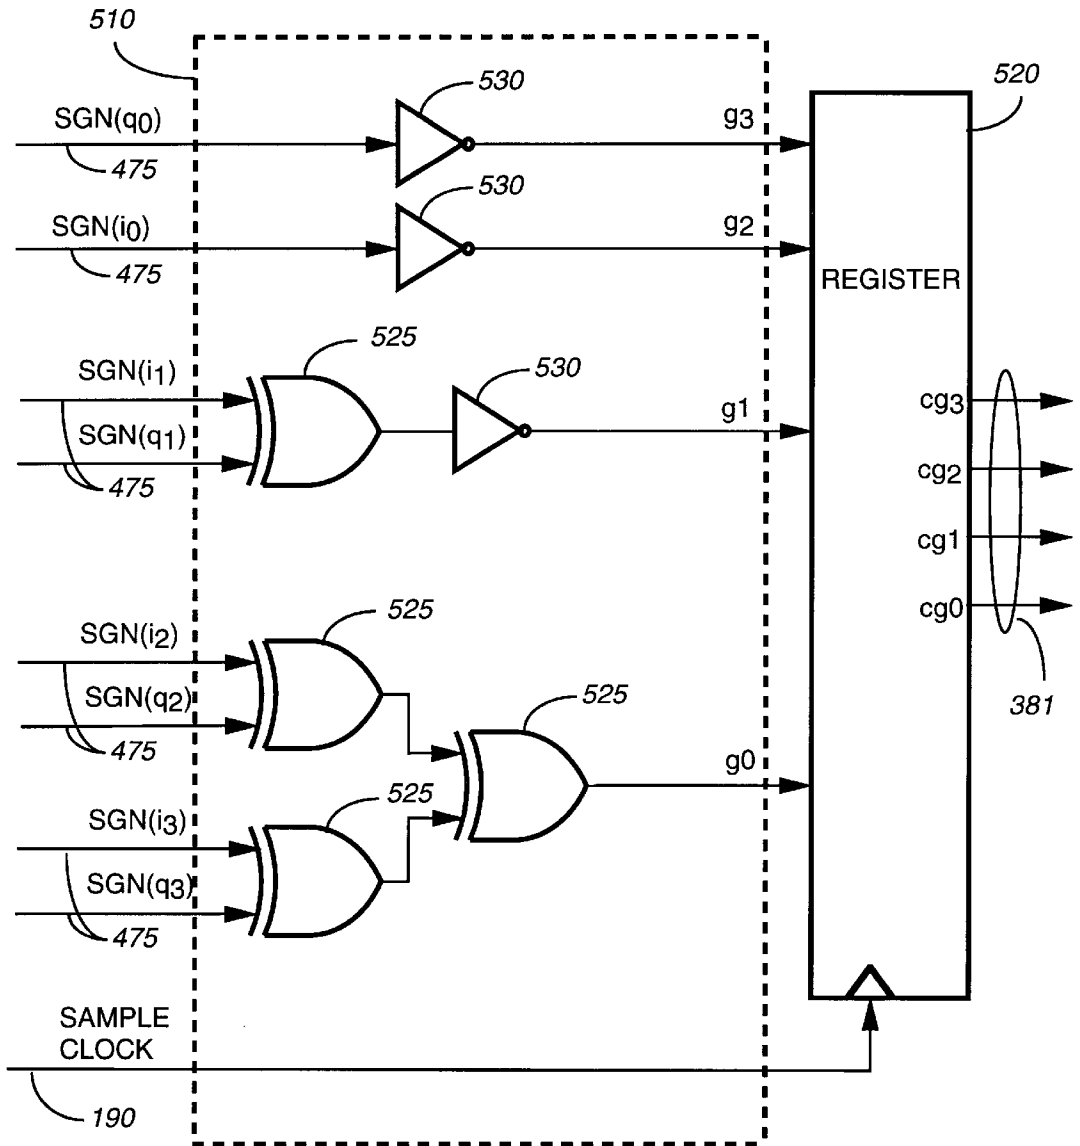 510
530
520
SGN(q0)
g3
475
530
SGN(i0)
g2
475
REGISTER
525
SGN(i1)
530
g1
cg3
SGN(q1)
475
cg2
cg1
525
cg0
SGN(i2)
SGN(q2)
525
381
475
g0
525
SGN(i3)
SGN(q3)
475
SAMPLE
CLOCK
190